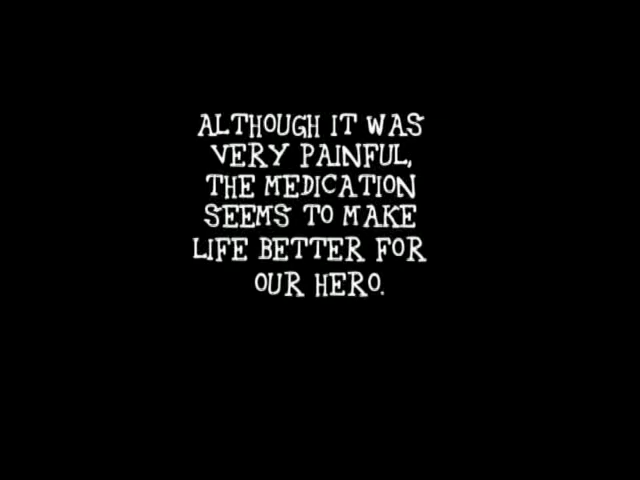 ALTHOUGH IT WAS
VERY PAINFUL,
THE MEDICATION
SEEMS TO MAKE
LIFE BETTER FOR
OUR HERO.